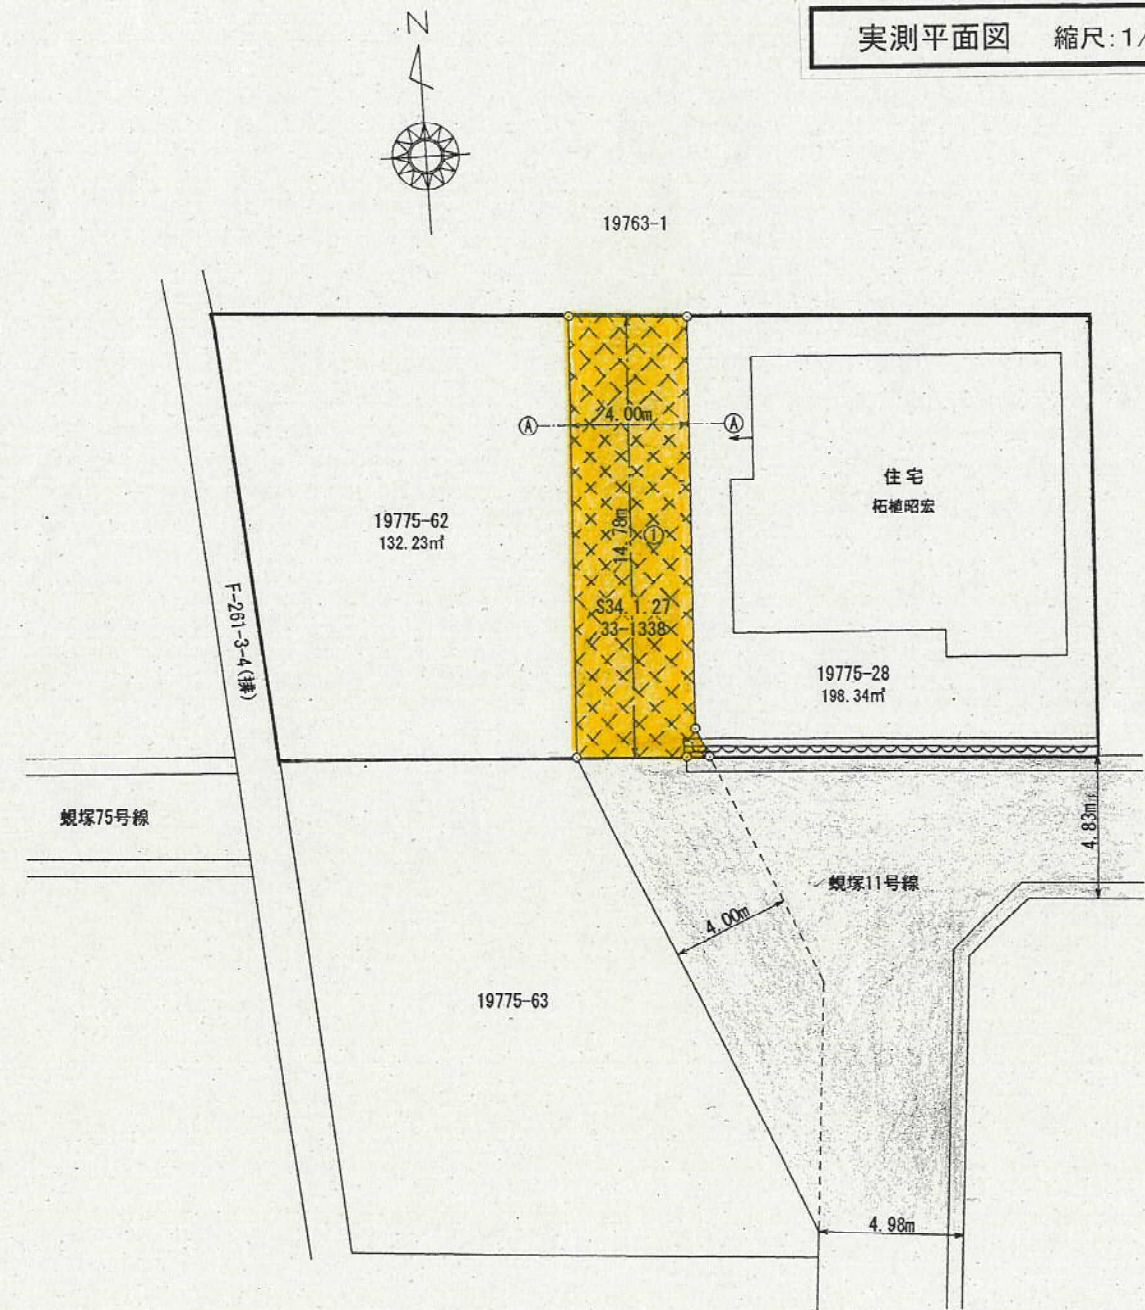 N
実測平面図 縮尺:1/
19763-1
4.00m
Ⓐ Ⓐ
住宅
柘植昭宏
19775-62
132.23㎡
14.78m
①
S34.1.27
33-1338
F-261-3-4(操)
19775-28
198.34㎡
蜆塚75号線
4.83m
蜆塚11号線
4.00m
19775-63
4.98m